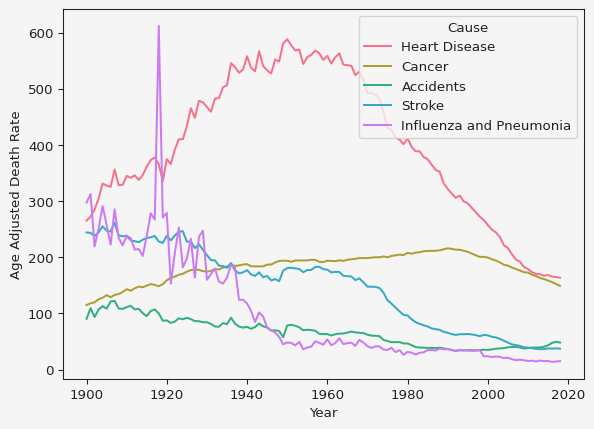 Cause
Heart Disease
Cancer
Accidents
Stroke
Influenza and Pneumonia
Age Adjusted Death Rate
600
500
400
300
200
100
0
1900
1920
1940
1960
1980
2000
2020
Year